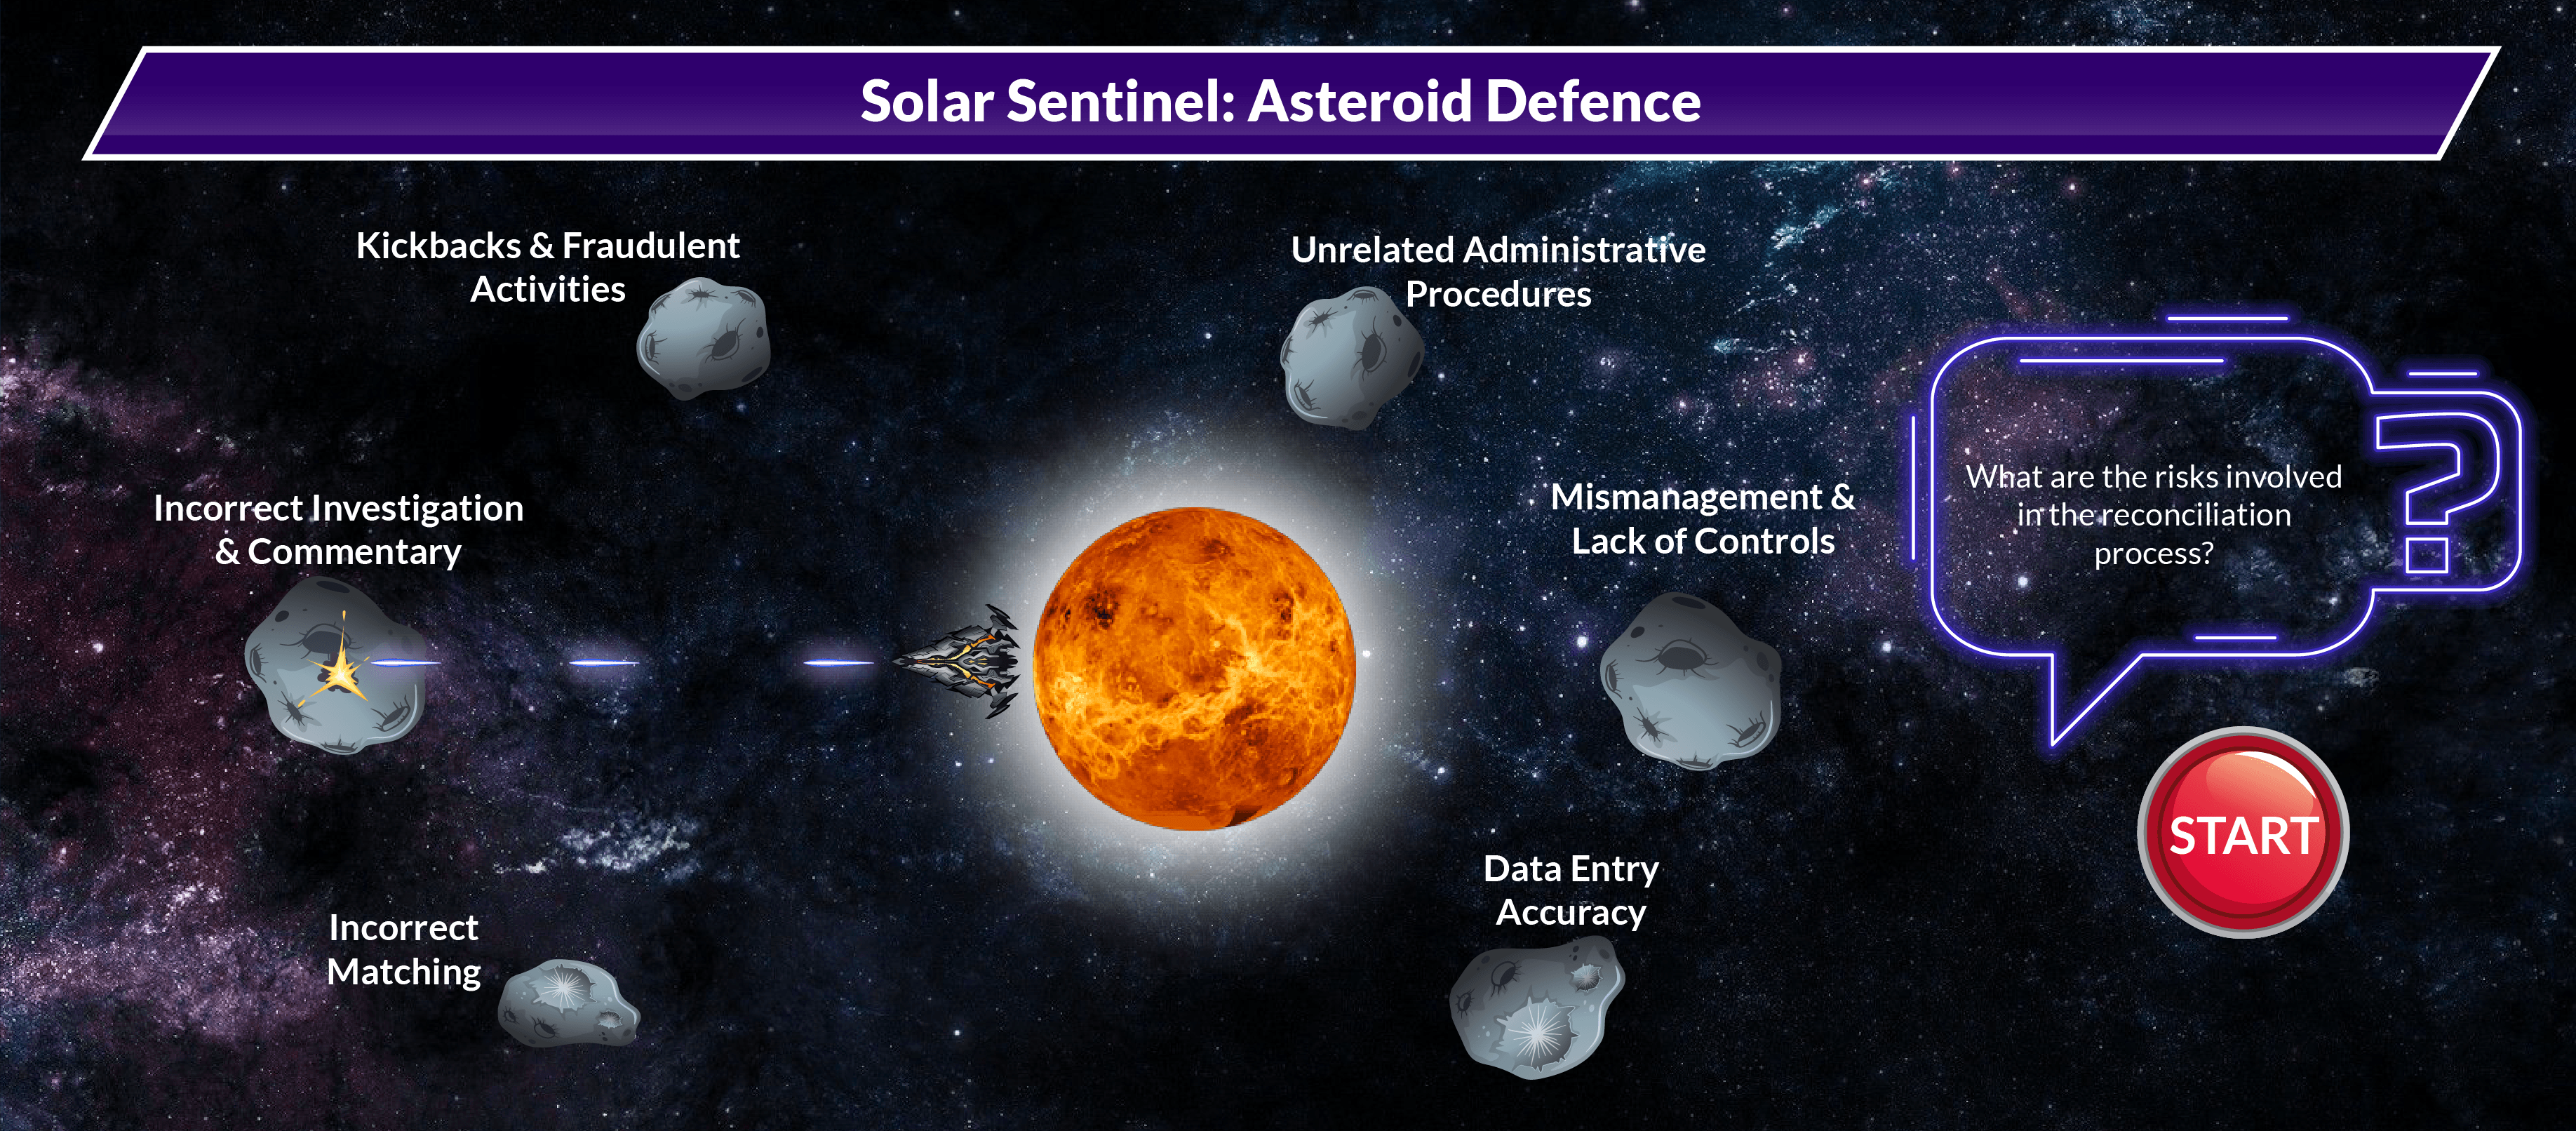 Solar Sentinel: Asteroid Defence
Kickbacks & Fraudulent
Activities
Unrelated Administrative
Procedures
Incorrect Investigation
& Commentary
Mismanagement &
Lack of Controls
What are the risks involved
in the reconciliation
process?
?
START
Data Entry
Accuracy
Incorrect
Matching